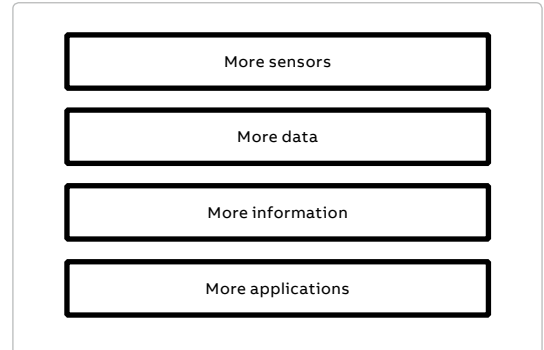 More sensors
More data
More information
More applications